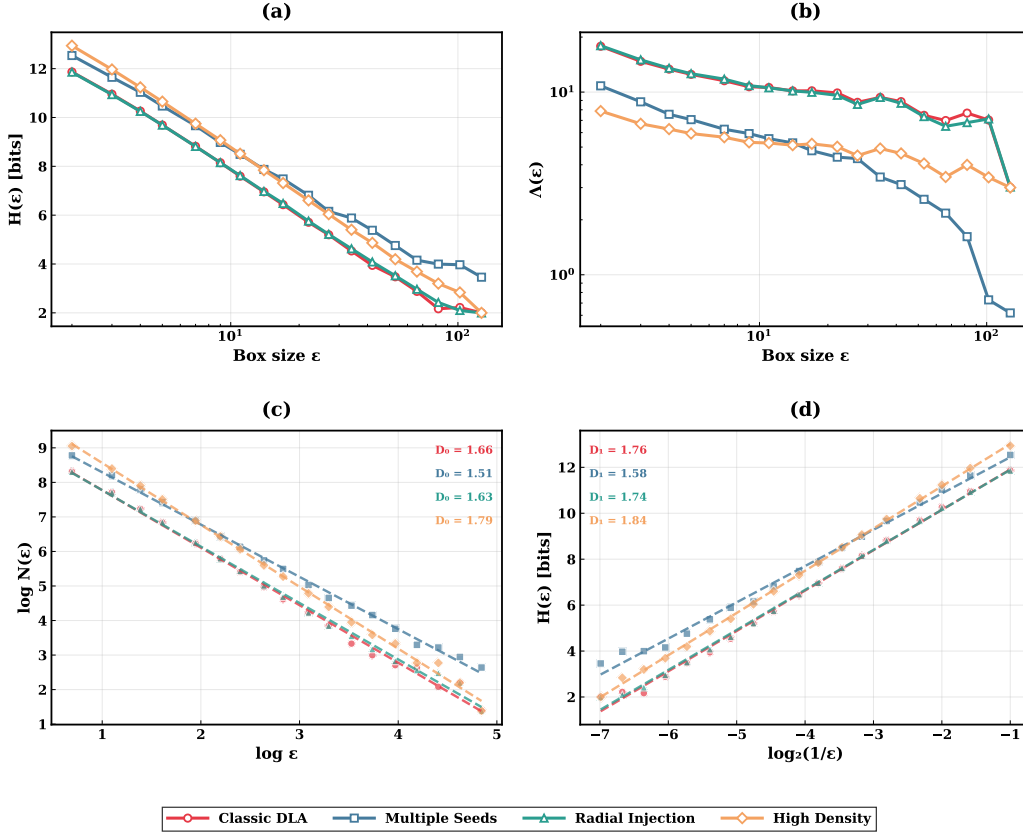 (a)
(b)
H(ε) [bits]
12
10
8
6
4
2
10¹
10²
Box size ε
Λ(ε)
10¹
10⁰
10¹
10²
Box size ε
(c)
(d)
log N(ε)
9
8
7
6
5
4
3
2
1
D₀ = 1.66
D₀ = 1.51
D₀ = 1.63
D₀ = 1.79
1
2
3
4
5
log ε
H(ε) [bits]
12
10
8
6
4
2
D₁ = 1.76
D₁ = 1.58
D₁ = 1.74
D₁ = 1.84
−7
−6
−5
−4
−3
−2
−1
log₂(1/ε)
Classic DLA
Multiple Seeds
Radial Injection
High Density